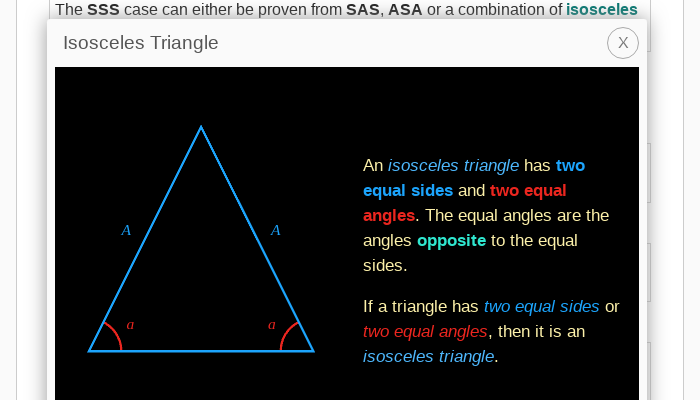 The SSS case can either be proven from SAS, ASA or a combination of isosceles
Isosceles Triangle
X
An isosceles triangle has two
equal sides and two equal
angles. The equal angles are the
angles opposite to the equal
sides.
A
A
If a triangle has two equal sides or
a
a
two equal angles, then it is an
isosceles triangle.